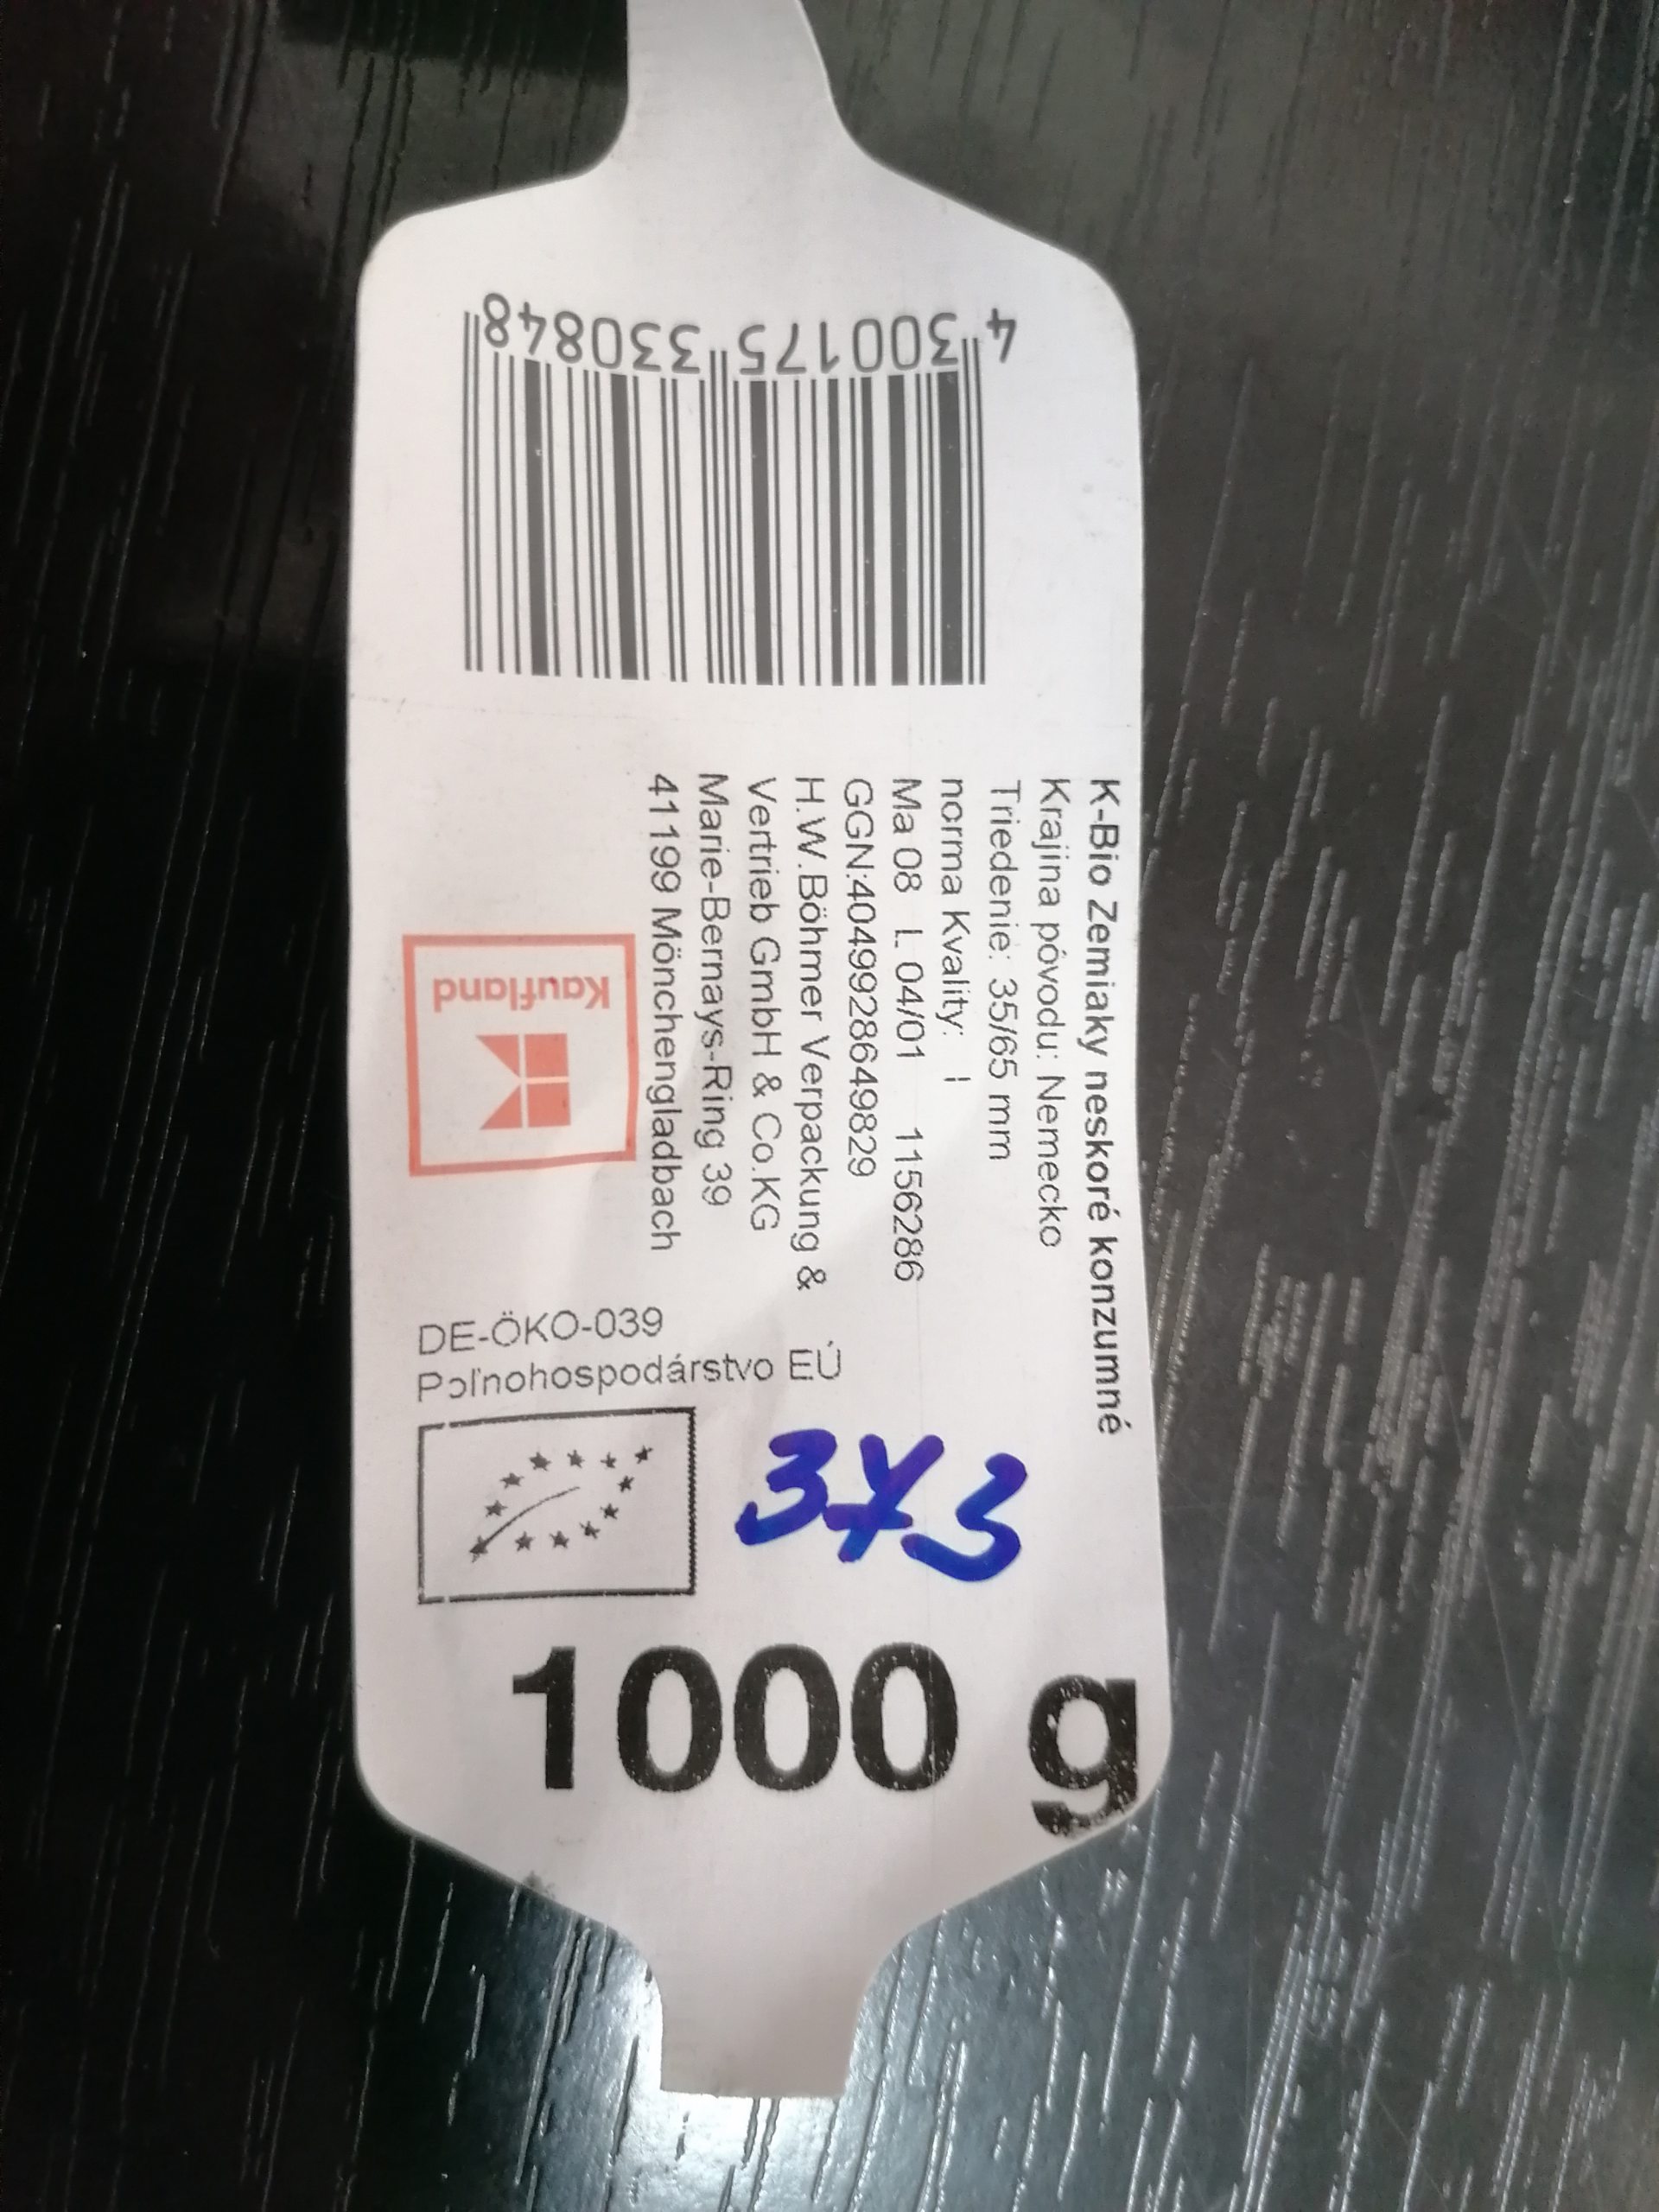 4 300175 330848
K-Bio Zemiaky neskoré konzumné
Krajina póvodu: Nemecko
Triedenie: 35/65 mm
norma Kvality: I
Ma 08 L 04/01 1156286
GGN:4049928649829
H.W.Böhmer Verpackung &
Vertrieb GmbH & Co.KG
Marie-Bernays-Ring 39
41199 Mönchengladbach
Kaufland
DE-ÖKO-039
Poľnohospodárstvo EÚ
373
1000 g